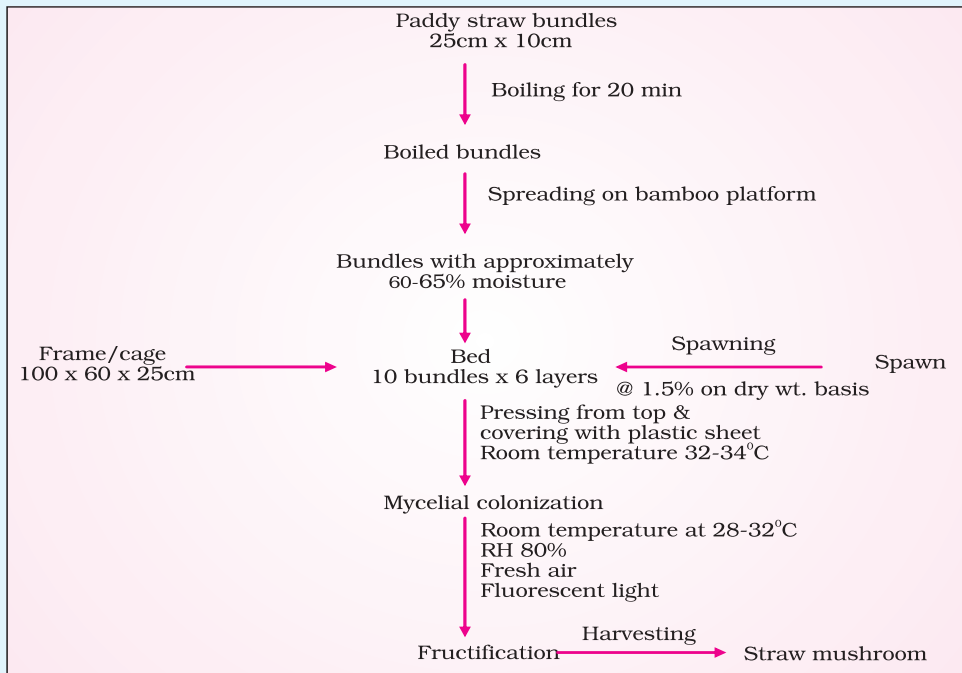 Paddy straw bundles
25cm x 10cm
Boiling for 20 min
Boiled bundles
Spreading on bamboo platform
Bundles with approximately
60-65% moisture
Frame/cage
100 x 60 x 25cm
Bed
10 bundles x 6 layers
Spawning
@ 1.5% on dry wt. basis
Spawn
Pressing from top &
covering with plastic sheet
Room temperature 32-34⁰C
Mycelial colonization
Room temperature at 28-32⁰C
RH 80%
Fresh air
Fluorescent light
Fructification
Harvesting
Straw mushroom